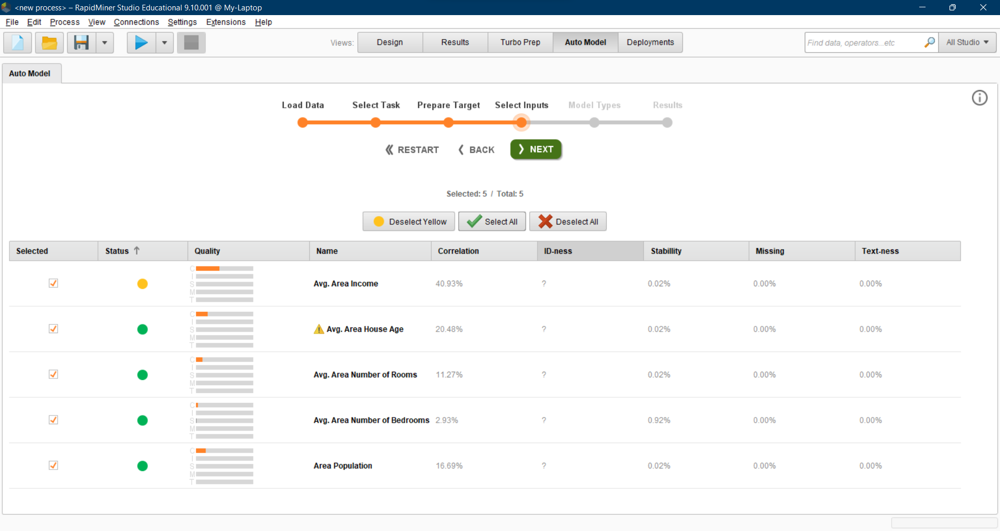 <new process> – RapidMiner Studio Educational 9.10.001 @ My-Laptop
File Edit Process View Connections Settings Extensions Help
Views: Design Results Turbo Prep Auto Model Deployments Find data, operators...etc All Studio
Auto Model
Load Data Select Task Prepare Target Select Inputs Model Types Results
RESTART BACK NEXT
Selected: 5 / Total: 5
Deselect Yellow Select All Deselect All
Selected Status Quality Name Correlation ID-ness Stability Missing Text-ness
C
I
S
M
T
Avg. Area Income 40.93% ? 0.02% 0.00% 0.00%
C
I
S
M
T
Avg. Area House Age 20.48% ? 0.02% 0.00% 0.00%
C
I
S
M
T
Avg. Area Number of Rooms 11.27% ? 0.02% 0.00% 0.00%
C
I
S
M
T
Avg. Area Number of Bedrooms 2.93% ? 0.92% 0.00% 0.00%
C
I
S
M
T
Area Population 16.69% ? 0.02% 0.00% 0.00%